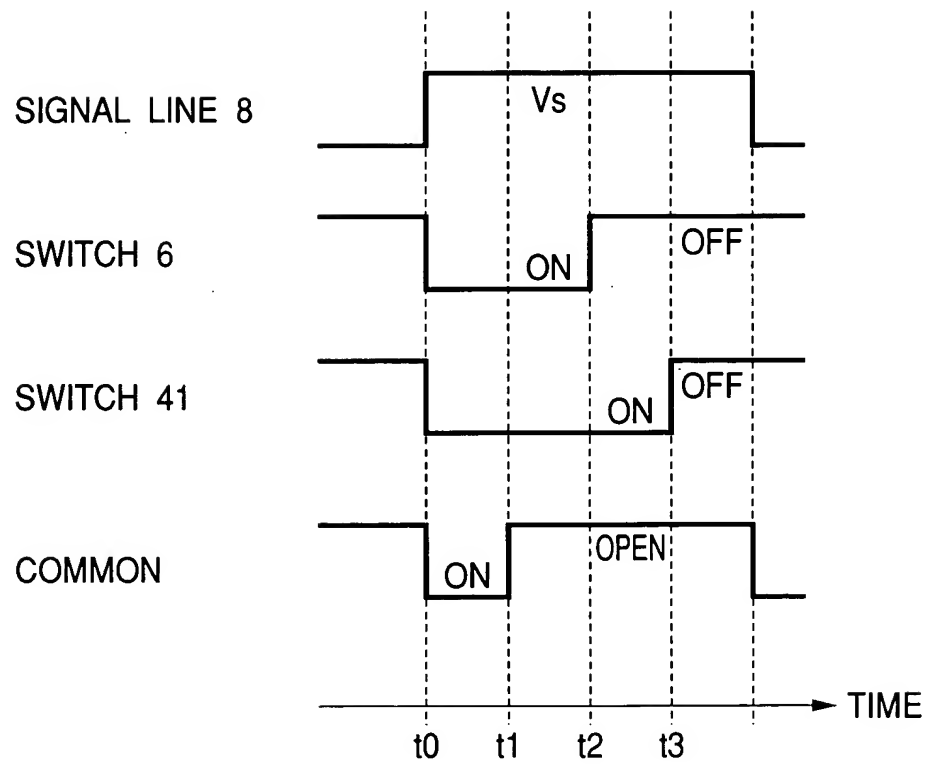 SIGNAL LINE 8
Vs
SWITCH 6
ON
OFF
SWITCH 41
ON
OFF
COMMON
ON
OPEN
TIME
t0
t1
t2
t3